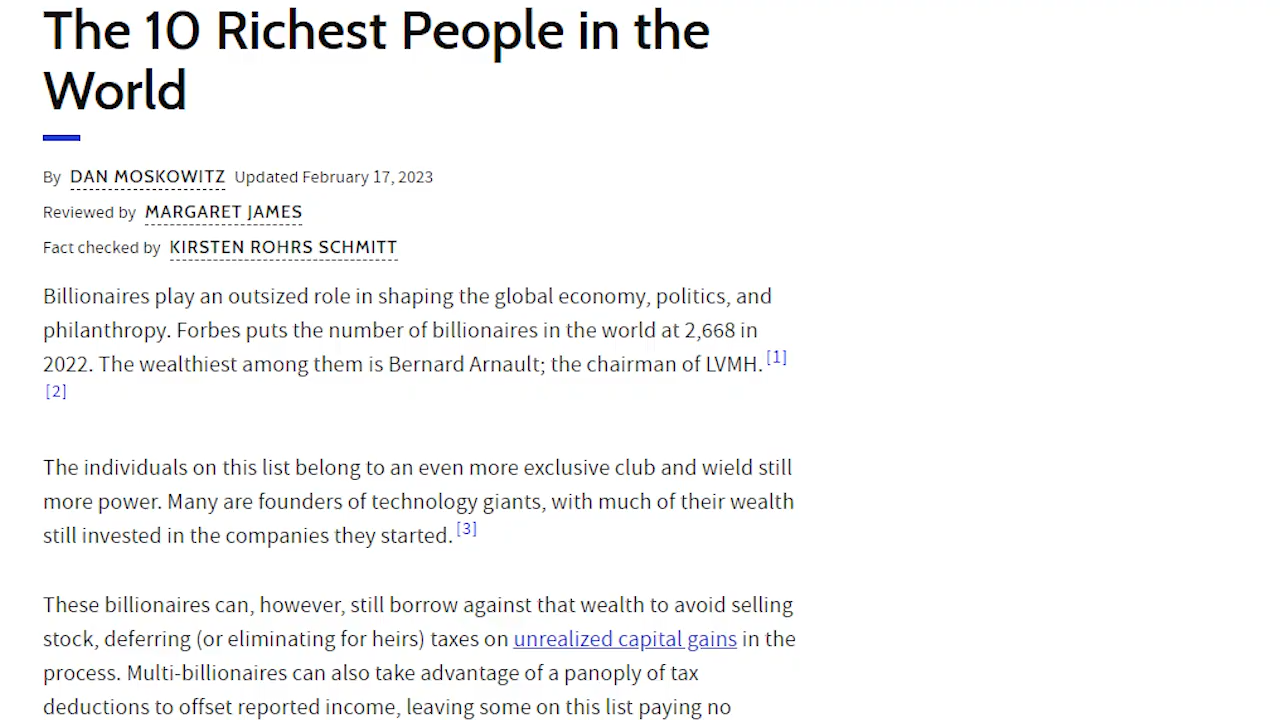 The 10 Richest People in the
World
By DAN MOSKOWITZ Updated February 17, 2023
Reviewed by MARGARET JAMES
Fact checked by KIRSTEN ROHRS SCHMITT
Billionaires play an outsized role in shaping the global economy, politics, and
philanthropy. Forbes puts the number of billionaires in the world at 2,668 in
2022. The wealthiest among them is Bernard Arnault; the chairman of LVMH. [1]
[2]
The individuals on this list belong to an even more exclusive club and wield still
more power. Many are founders of technology giants, with much of their wealth
still invested in the companies they started. [3]
These billionaires can, however, still borrow against that wealth to avoid selling
stock, deferring (or eliminating for heirs) taxes on unrealized capital gains in the
process. Multi-billionaires can also take advantage of a panoply of tax
deductions to offset reported income, leaving some on this list paying no